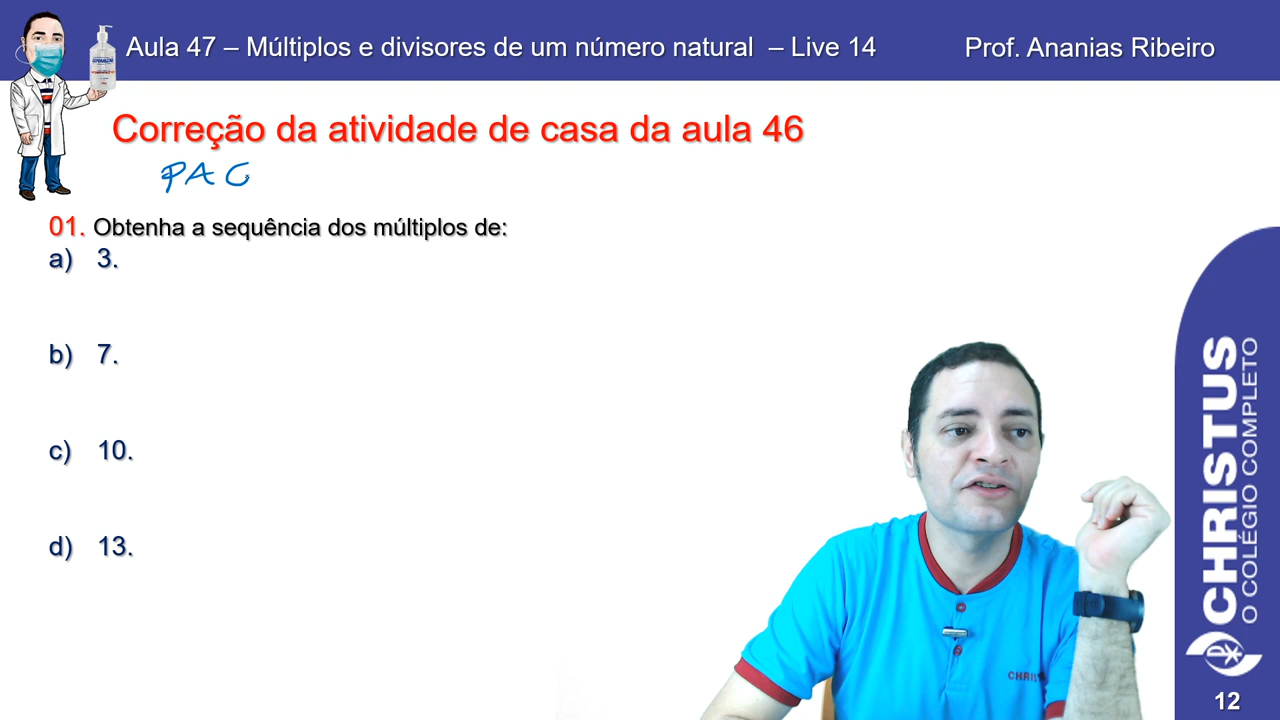 Aula 47 – Múltiplos e divisores de um número natural – Live 14
Prof. Ananias Ribeiro
Correção da atividade de casa da aula 46
PAC
01. Obtenha a sequência dos múltiplos de:
a) 3.
b) 7.
c) 10.
d) 13.
CHRISTUS
O COLÉGIO COMPLETO
12